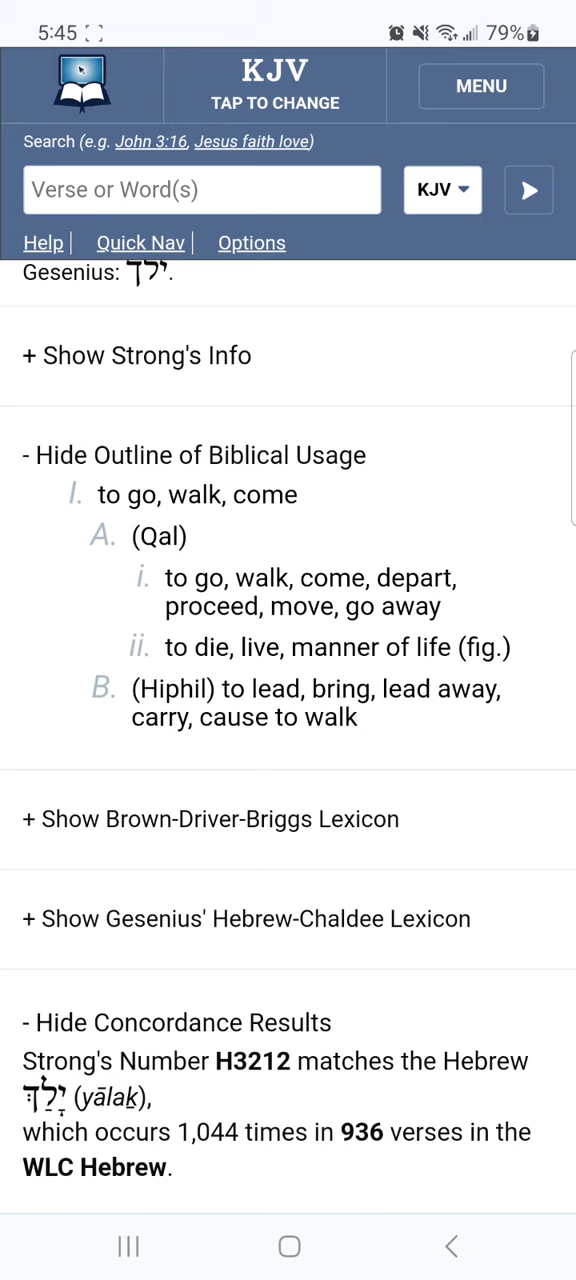 5:45 79%
KJV
TAP TO CHANGE
MENU
Search (e.g. John 3:16, Jesus faith love)
Verse or Word(s)
KJV
Help| Quick Nav| Options
Gesenius: ילך.
+ Show Strong's Info
- Hide Outline of Biblical Usage
I. to go, walk, come
A. (Qal)
i. to go, walk, come, depart,
proceed, move, go away
ii. to die, live, manner of life (fig.)
B. (Hiphil) to lead, bring, lead away,
carry, cause to walk
+ Show Brown-Driver-Briggs Lexicon
+ Show Gesenius' Hebrew-Chaldee Lexicon
- Hide Concordance Results
Strong's Number H3212 matches the Hebrew
יָלַךְ (yālaḵ),
which occurs 1,044 times in 936 verses in the
WLC Hebrew.